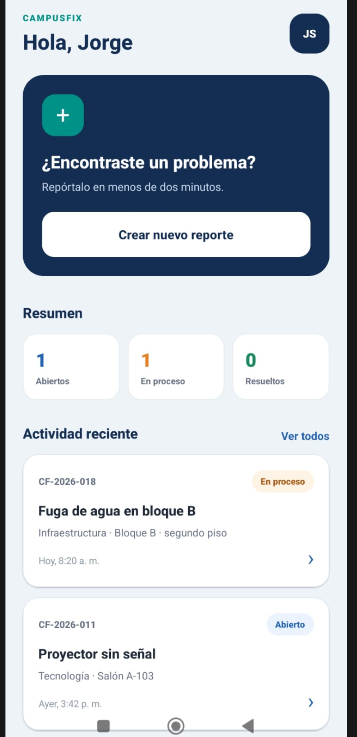 CAMPUSFIX
Hola, Jorge
JS
+
¿Encontraste un problema?
Repórtalo en menos de dos minutos.
Crear nuevo reporte
Resumen
1
Abiertos
1
En proceso
0
Resueltos
Actividad reciente
Ver todos
CF-2026-018
En proceso
Fuga de agua en bloque B
Infraestructura · Bloque B · segundo piso
Hoy, 8:20 a. m.
CF-2026-011
Abierto
Proyector sin señal
Tecnología · Salón A-103
Ayer, 3:42 p. m.